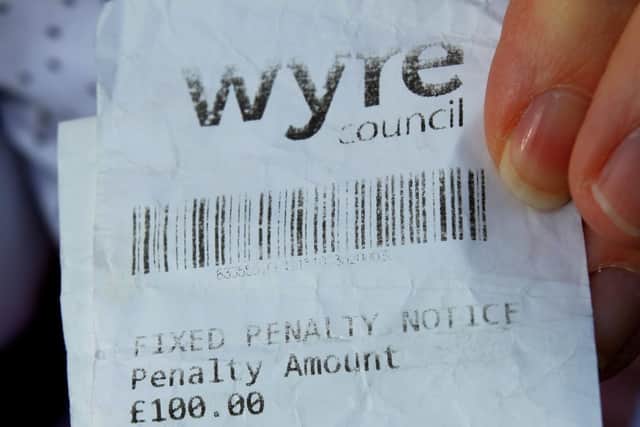 wyre
council
FIXED PENALTY NOTICE
Penalty Amount
£100.00